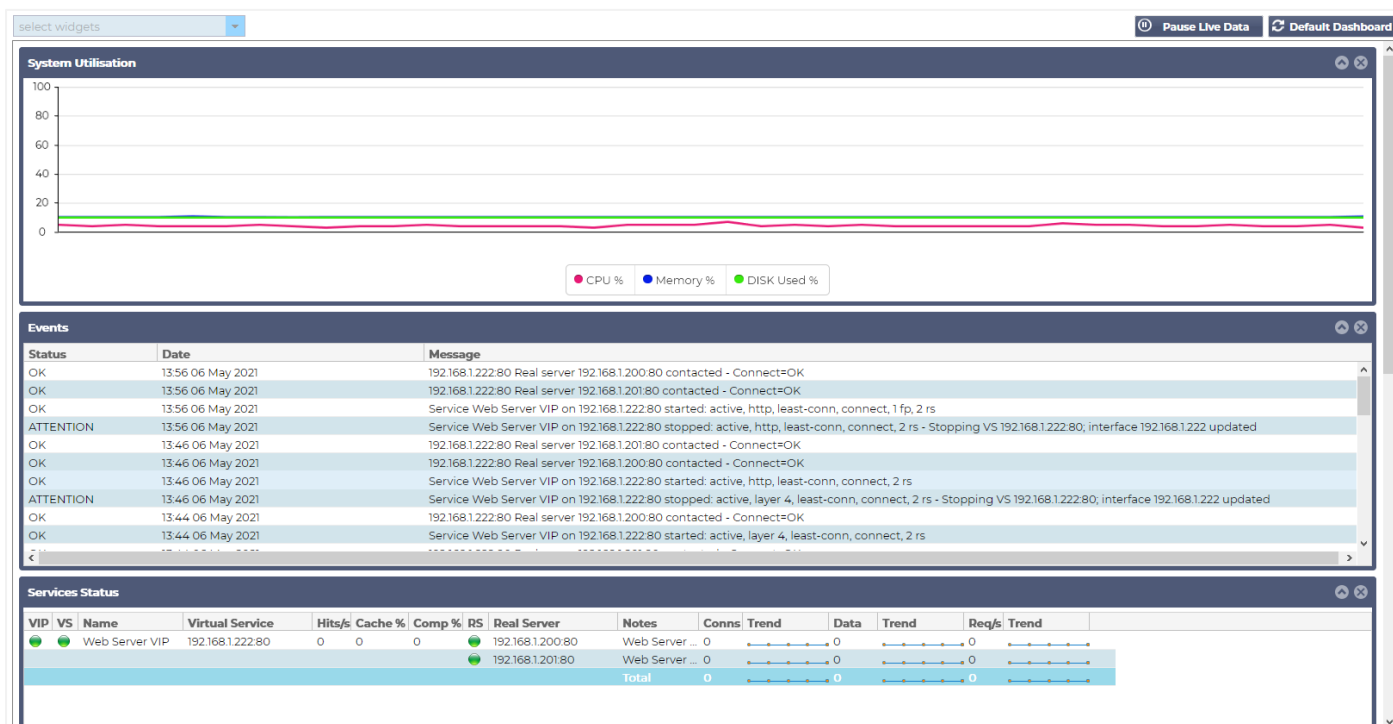 select widgets Pause Live Data Default Dashboard
System Utilisation
100
80
60
40
20
0
CPU % Memory % DISK Used %
Events
Status Date Message
OK 13:56 06 May 2021 192.168.1.222:80 Real server 192.168.1.200:80 contacted - Connect=OK
OK 13:56 06 May 2021 192.168.1.222:80 Real server 192.168.1.201:80 contacted - Connect=OK
OK 13:56 06 May 2021 Service Web Server VIP on 192.168.1.222:80 started: active, http, least-conn, connect, 1 fp, 2 rs
ATTENTION 13:56 06 May 2021 Service Web Server VIP on 192.168.1.222:80 stopped: active, http, least-conn, connect, 2 rs - Stopping VS 192.168.1.222:80; interface 192.168.1.222 updated
OK 13:46 06 May 2021 192.168.1.222:80 Real server 192.168.1.201:80 contacted - Connect=OK
OK 13:46 06 May 2021 192.168.1.222:80 Real server 192.168.1.200:80 contacted - Connect=OK
OK 13:46 06 May 2021 Service Web Server VIP on 192.168.1.222:80 started: active, http, least-conn, connect, 2 rs
ATTENTION 13:46 06 May 2021 Service Web Server VIP on 192.168.1.222:80 stopped: active, layer 4, least-conn, connect, 2 rs - Stopping VS 192.168.1.222:80; interface 192.168.1.222 updated
OK 13:44 06 May 2021 192.168.1.222:80 Real server 192.168.1.200:80 contacted - Connect=OK
OK 13:44 06 May 2021 Service Web Server VIP on 192.168.1.222:80 started: active, layer 4, least-conn, connect, 2 rs
Services Status
VIP VS Name Virtual Service Hits/s Cache % Comp % RS Real Server Notes Conns Trend Data Trend Req/s Trend
Web Server VIP 192.168.1.222:80 0 0 0 192.168.1.200:80 Web Server ... 0 0 0
192.168.1.201:80 Web Server ... 0 0 0
Total 0 0 0